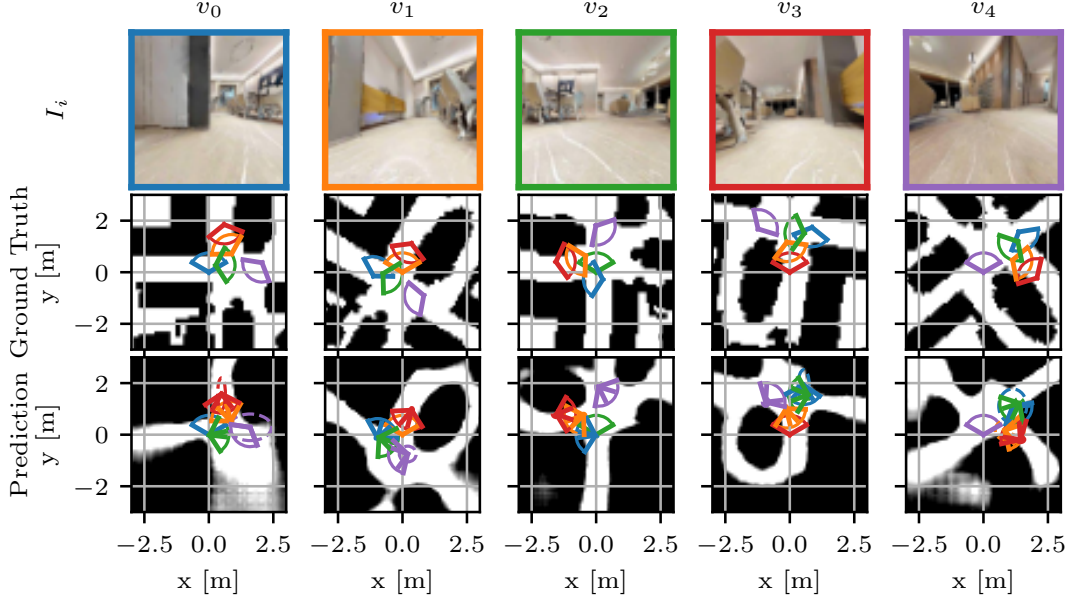 v0 v1 v2 v3 v4
Ii
Ground Truth
y [m]
2
0
−2
Prediction
y [m]
2
0
−2
−2.5 0.0 2.5 −2.5 0.0 2.5 −2.5 0.0 2.5 −2.5 0.0 2.5 −2.5 0.0 2.5
x [m] x [m] x [m] x [m] x [m]